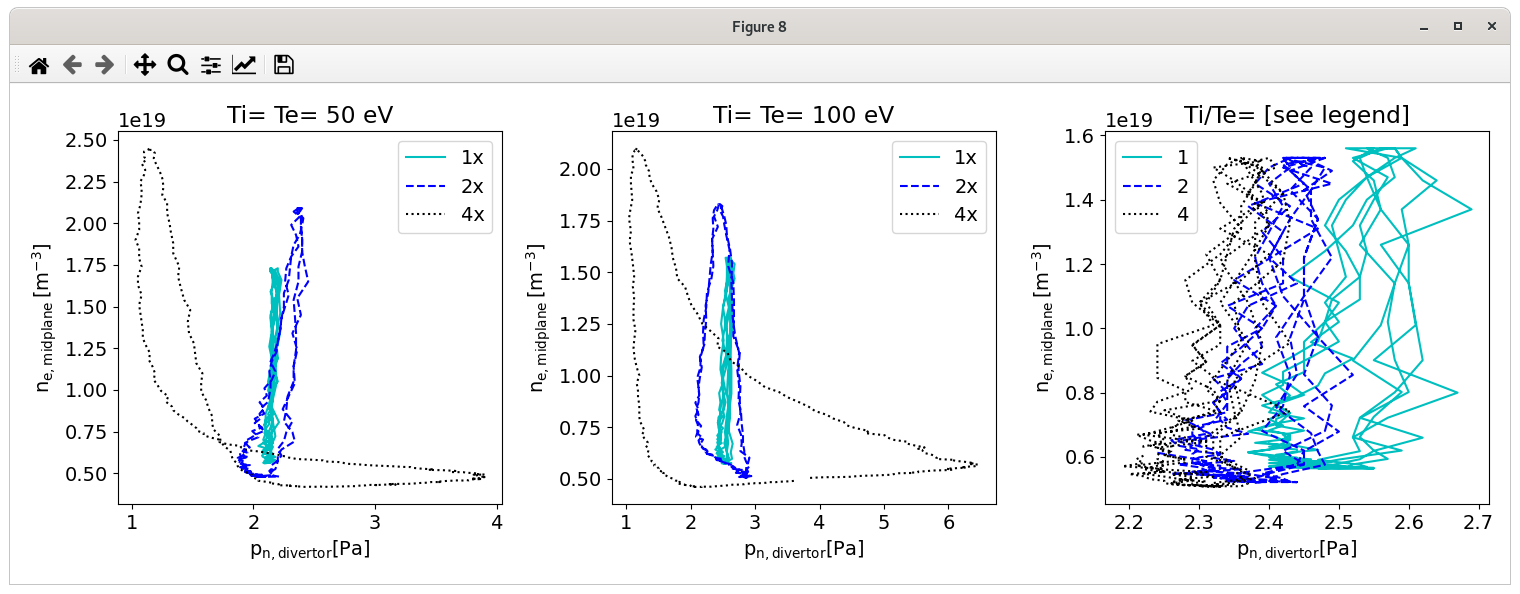 Figure 8
Ti= Te= 50 eV
1e19
2.50
2.25
2.00
1.75
1.50
1.25
1.00
0.75
0.50
n_e, midplane [m^−3]
1x
2x
4x
1 2 3 4
p_n, divertor[Pa]
Ti= Te= 100 eV
1e19
2.00
1.75
1.50
1.25
1.00
0.75
0.50
n_e, midplane [m^−3]
1x
2x
4x
1 2 3 4 5 6
p_n, divertor[Pa]
Ti/Te= [see legend]
1e19
1.6
1.4
1.2
1.0
0.8
0.6
n_e, midplane [m^−3]
1
2
4
2.2 2.3 2.4 2.5 2.6 2.7
p_n, divertor[Pa]